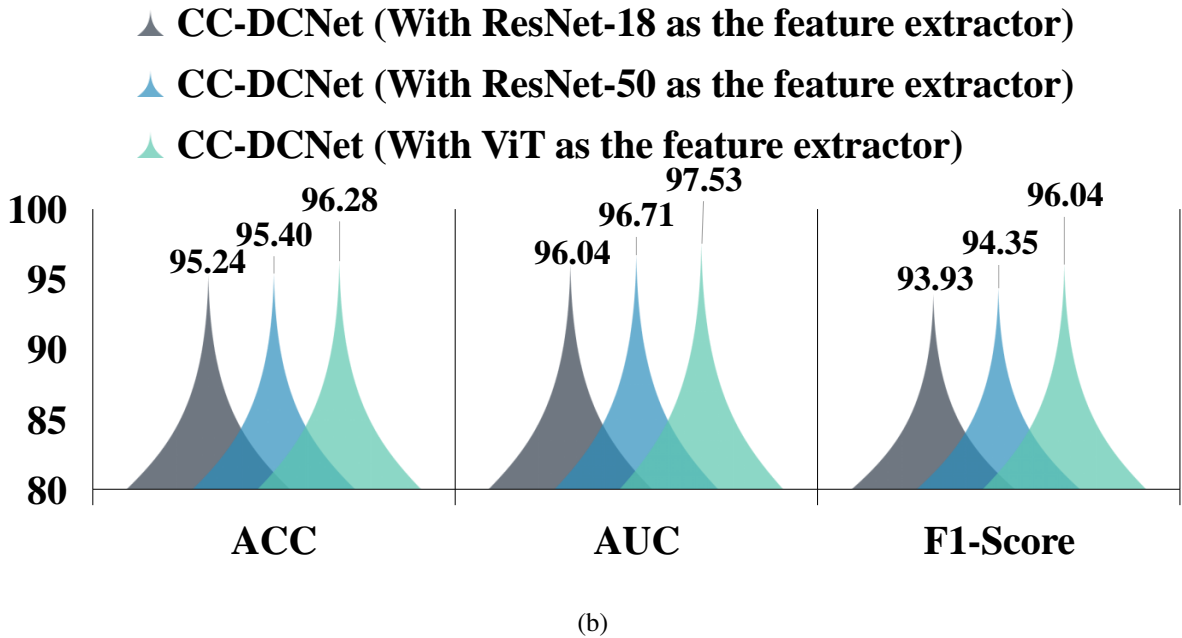 CC-DCNet (With ResNet-18 as the feature extractor)
CC-DCNet (With ResNet-50 as the feature extractor)
CC-DCNet (With ViT as the feature extractor)
100
95
90
85
80
95.24
95.40
96.28
96.04
96.71
97.53
93.93
94.35
96.04
ACC
AUC
F1-Score
(b)